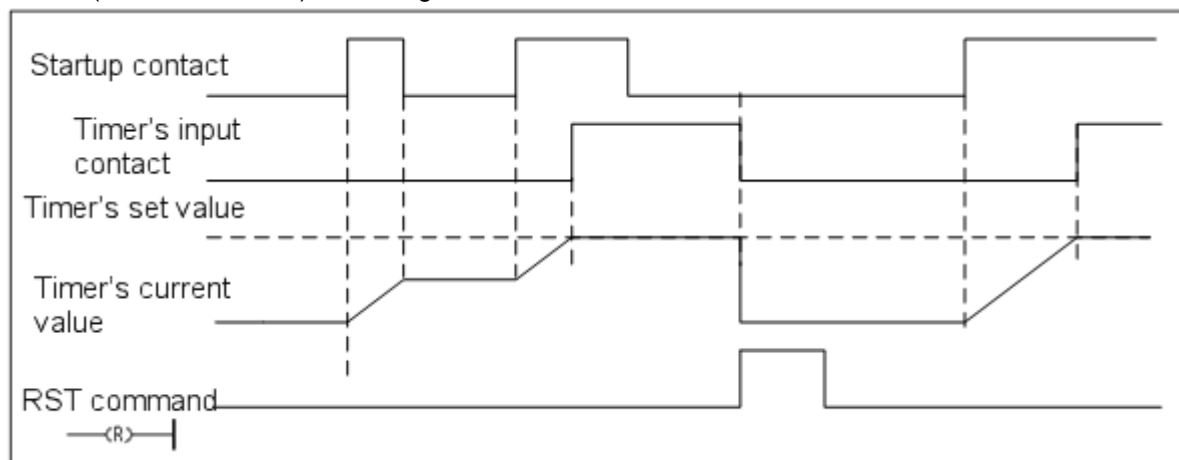 Startup contact
Timer's input
contact
Timer's set value
Timer's current
value
RST command
(R)